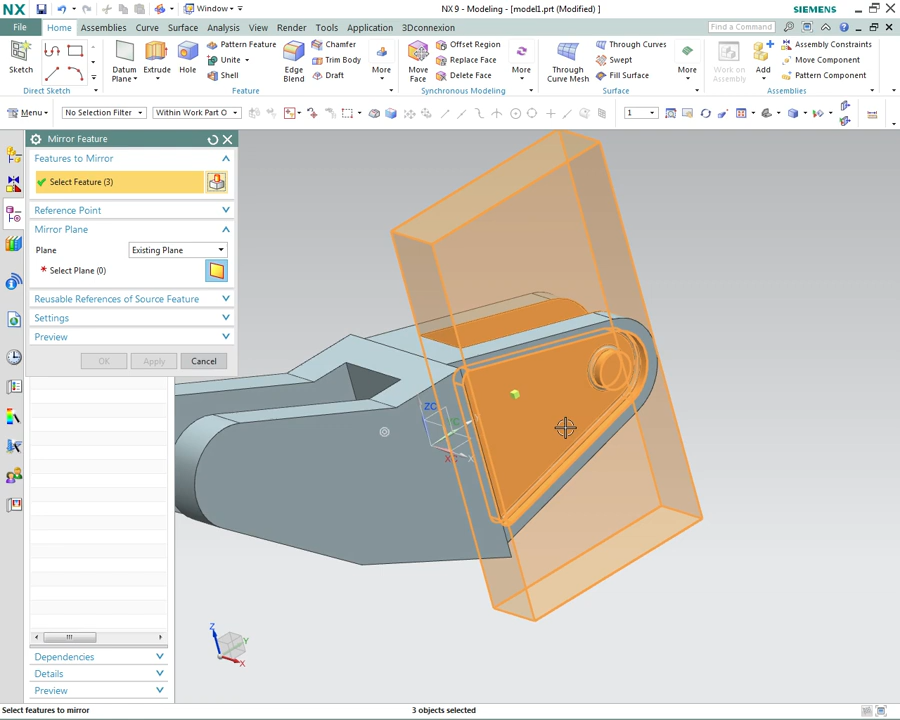 NX
Window
NX 9 - Modeling - [model1.prt (Modified) ]
SIEMENS
File
Home
Assemblies
Curve
Surface
Analysis
View
Render
Tools
Application
3Dconnexion
Find a Command
Sketch
Direct Sketch
Datum Plane
Extrude
Hole
Pattern Feature
Unite
Shell
Edge Blend
Chamfer
Trim Body
Draft
More
Feature
Move Face
Offset Region
Replace Face
Delete Face
More
Synchronous Modeling
Through Curve Mesh
Through Curves
Swept
Fill Surface
More
Surface
Work on Assembly
Add
Assembly Constraints
Move Component
Pattern Component
Assemblies
Menu
No Selection Filter
Within Work Part O
1
Mirror Feature
Features to Mirror
Select Feature (3)
Reference Point
Mirror Plane
Plane
Existing Plane
* Select Plane (0)
Reusable References of Source Feature
Settings
Preview
OK
Apply
Cancel
ZC
X
Z
Y
X
Dependencies
Details
Preview
Select features to mirror
3 objects selected